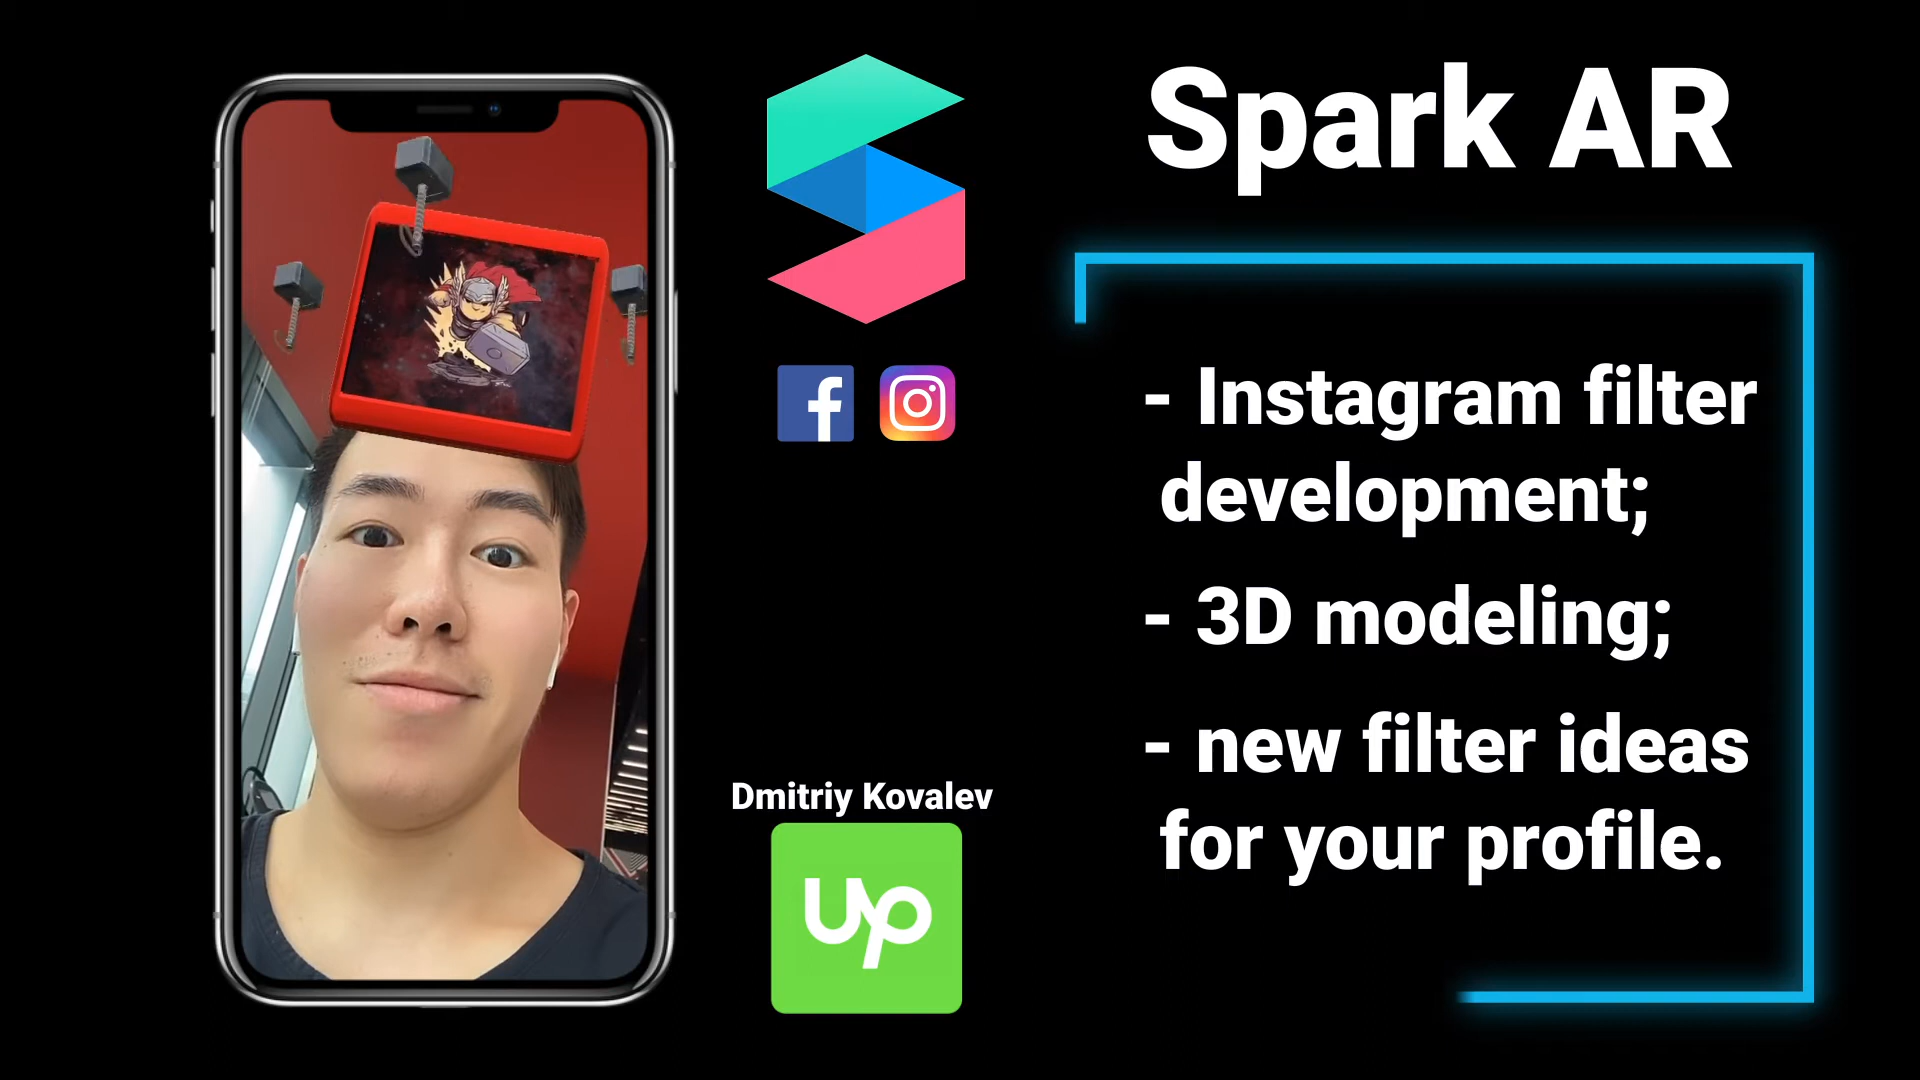 Spark AR
- Instagram filter
development;
- 3D modeling;
- new filter ideas
for your profile.
Dmitriy Kovalev
up